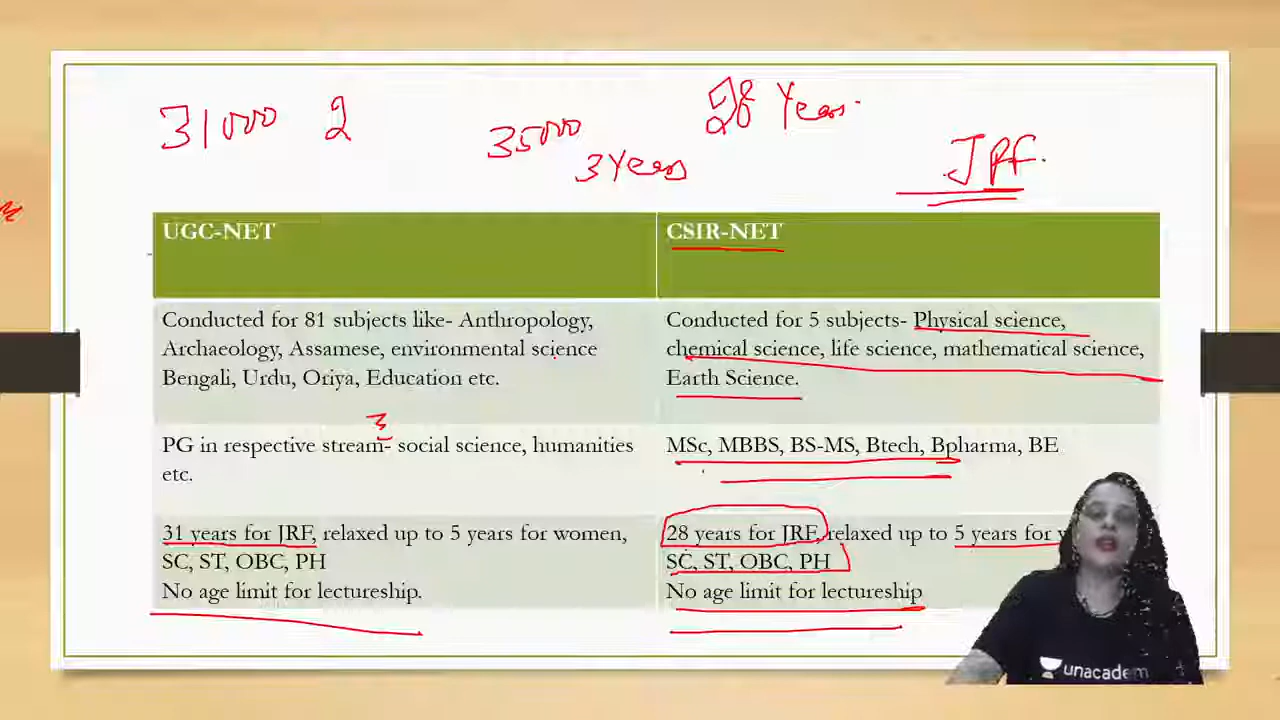 31000 2
35000
3 Years
28 Years.
JRF.
UGC-NET
CSIR-NET
Conducted for 81 subjects like- Anthropology,
Archaeology, Assamese, environmental science
Bengali, Urdu, Oriya, Education etc.
Conducted for 5 subjects- Physical science,
chemical science, life science, mathematical science,
Earth Science.
3
PG in respective stream- social science, humanities
etc.
MSc, MBBS, BS-MS, Btech, Bpharma, BE
31 years for JRF, relaxed up to 5 years for women,
SC, ST, OBC, PH
No age limit for lectureship.
28 years for JRF, relaxed up to 5 years for
SC, ST, OBC, PH
No age limit for lectureship
unacadem